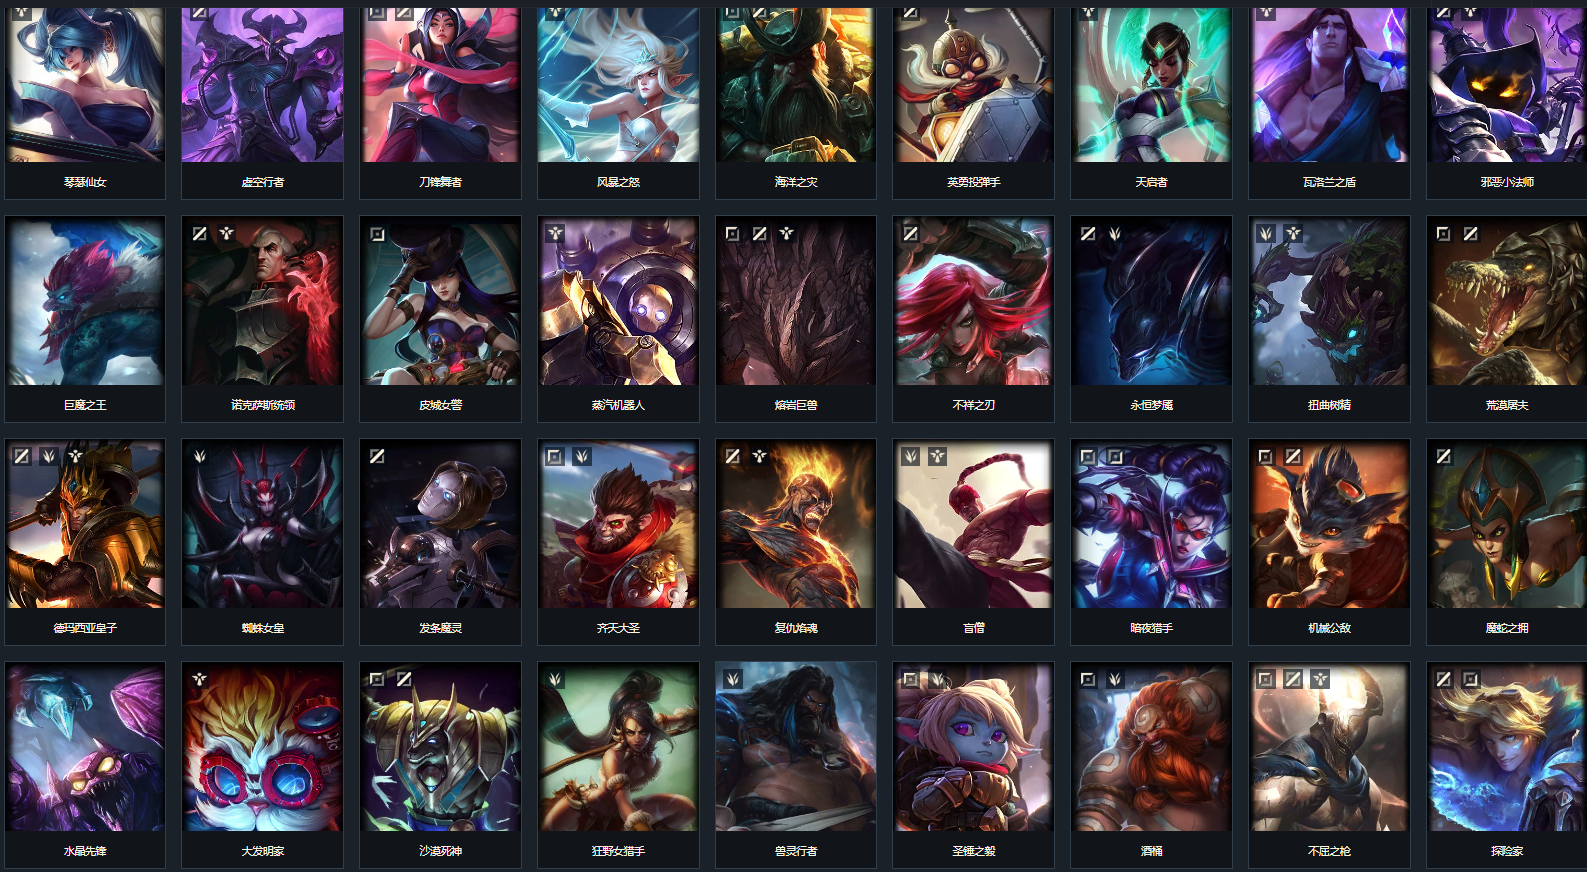 琴瑟仙女
虚空行者
刀锋舞者
风暴之怒
海洋之灾
英勇投弹手
天启者
瓦洛兰之盾
邪恶小法师
巨魔之王
诺克萨斯统领
皮城女警
蒸汽机器人
熔岩巨兽
不祥之刃
永恒梦魇
扭曲树精
荒漠屠夫
德玛西亚皇子
蜘蛛女皇
发条魔灵
齐天大圣
复仇焰魂
盲僧
暗夜猎手
机械公敌
魔蛇之拥
水晶先锋
大发明家
沙漠死神
狂野女猎手
兽灵行者
圣锤之毅
酒桶
不屈之枪
探险家